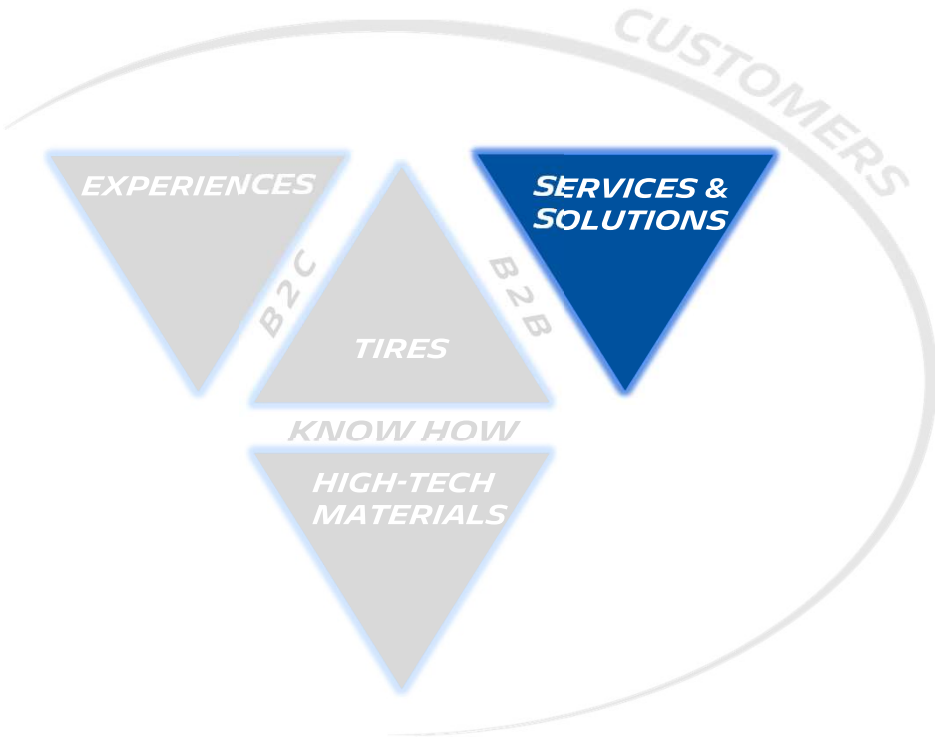 CUSTOMERS
EXPERIENCES
SERVICES &
SOLUTIONS
B2C
B2B
TIRES
KNOW HOW
HIGH-TECH
MATERIALS